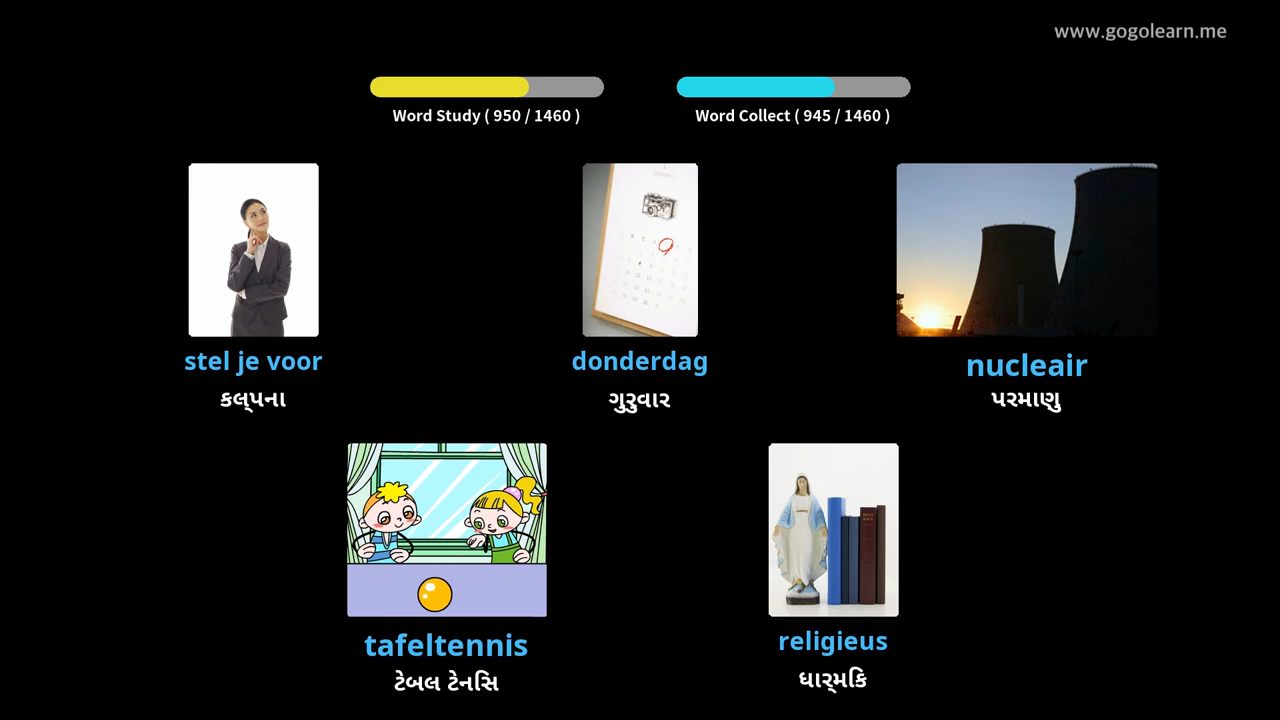 www.gogolearn.me
Word Study ( 950 / 1460 )
Word Collect ( 945 / 1460 )
stel je voor
કલ્પના
donderdag
ગુરુવાર
nucleair
પરમાણુ
tafeltennis
ટેબલ ટેનિસ
religieus
ધાર્મિક